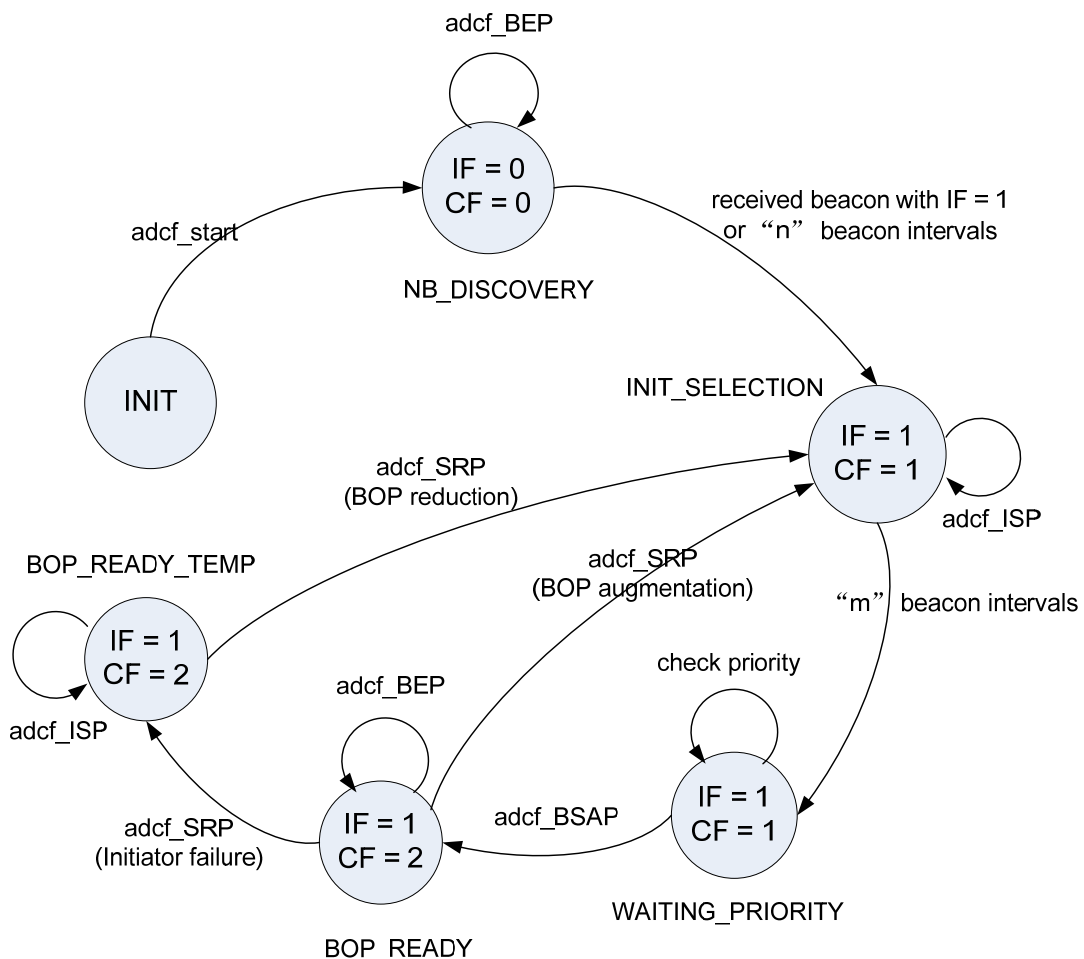 adcf_BEP
IF = 0
CF = 0
NB_DISCOVERY
adcf_start
INIT
received beacon with IF = 1
or “n” beacon intervals
INIT_SELECTION
IF = 1
CF = 1
adcf_ISP
adcf_SRP
(BOP reduction)
adcf_SRP
(BOP augmentation)
“m” beacon intervals
BOP_READY_TEMP
IF = 1
CF = 2
adcf_ISP
adcf_BEP
check priority
IF = 1
CF = 2
adcf_BSAP
IF = 1
CF = 1
adcf_SRP
(Initiator failure)
WAITING_PRIORITY
BOP_READY